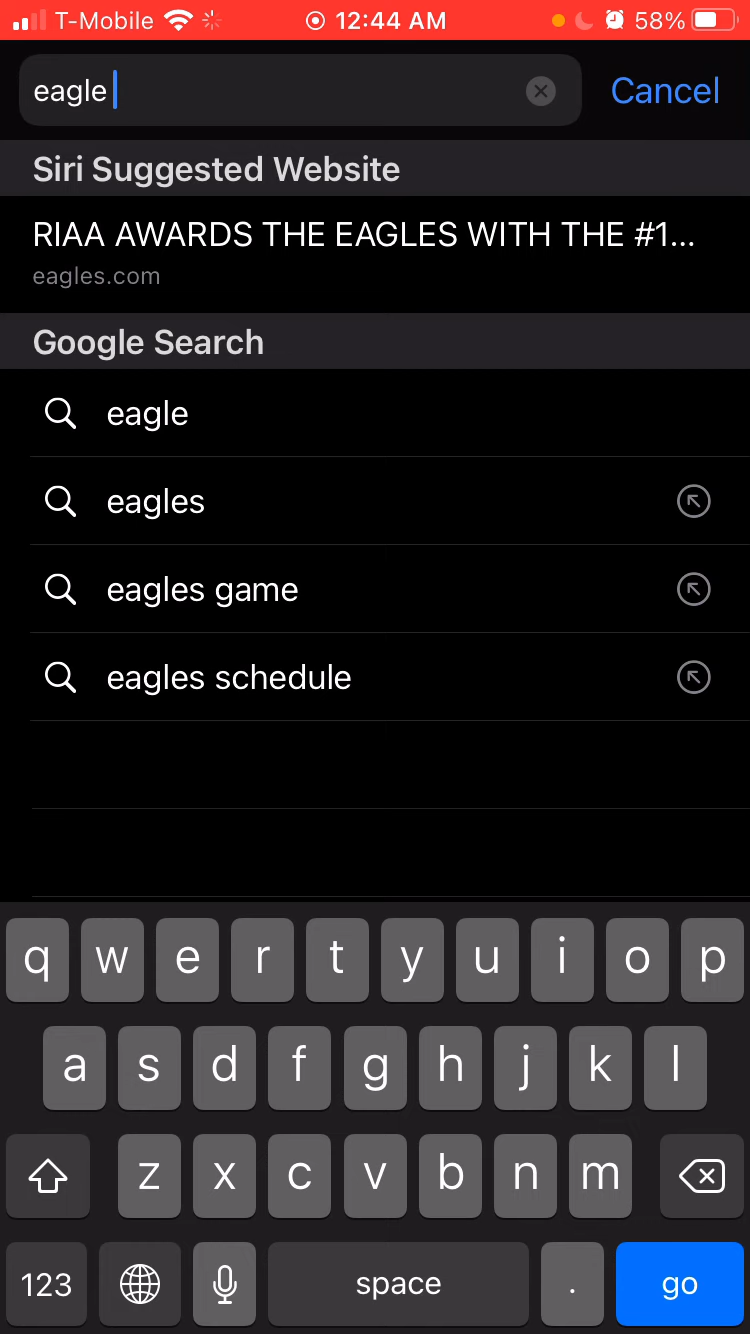 T-Mobile 12:44 AM 58%
eagle Cancel
Siri Suggested Website
RIAA AWARDS THE EAGLES WITH THE #1...
eagles.com
Google Search
eagle
eagles
eagles game
eagles schedule
q w e r t y u i o p
a s d f g h j k l
z x c v b n m
123 space . go